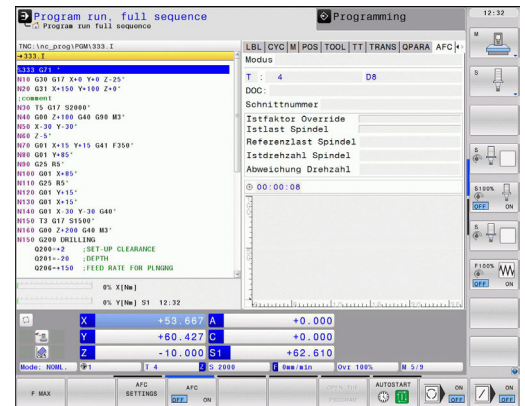 Program run, full sequence
Program run full sequence
Programming
12:32
TNC:\nc_prog\PGM\333.I
→333.I
%333 G71 *
N10 G30 G17 X+0 Y+0 Z-25*
N20 G31 X+150 Y+100 Z+0*
;comment
N30 T5 G17 S2000*
N40 G00 Z+100 G40 G90 M3*
N50 X-30 Y-30*
N60 Z-5*
N70 G01 X+15 Y+15 G41 F350*
N80 G01 Y+85*
N90 G25 R5*
N100 G01 X+85*
N110 G25 R5*
N120 G01 Y+15*
N130 G01 X+15*
N140 G01 X-30 Y-30 G40*
N150 T3 G17 S1500*
N160 G00 Z+200 G40 M3*
N150 G200 DRILLING
Q200=+2 ;SET-UP CLEARANCE
Q201=-20 ;DEPTH
Q206=+150 ;FEED RATE FOR PLNGNG
0% X[Nm]
0% Y[Nm] S1 12:32
LBL CYC M POS TOOL TT TRANS QPARA AFC
Modus
T : 4 D8
DOC:
Schnittnummer
Istfaktor Override
Istlast Spindel
Referenzlast Spindel
Istdrehzahl Spindel
Abweichung Drehzahl
00:00:08
X +53.667 A +0.000
Y +60.427 C +0.000
Z -10.000 S1 +62.610
Mode: NOML. 1 T 4 Z S 2000 F 0mm/min Ovr 100% M 5/9
M
S
S
S100%
OFF ON
S
F100%
OFF ON
F MAX
AFC SETTINGS
AFC
OFF ON
OPEN THE PROGRAM
AUTOSTART
ON
OFF
ON
OFF